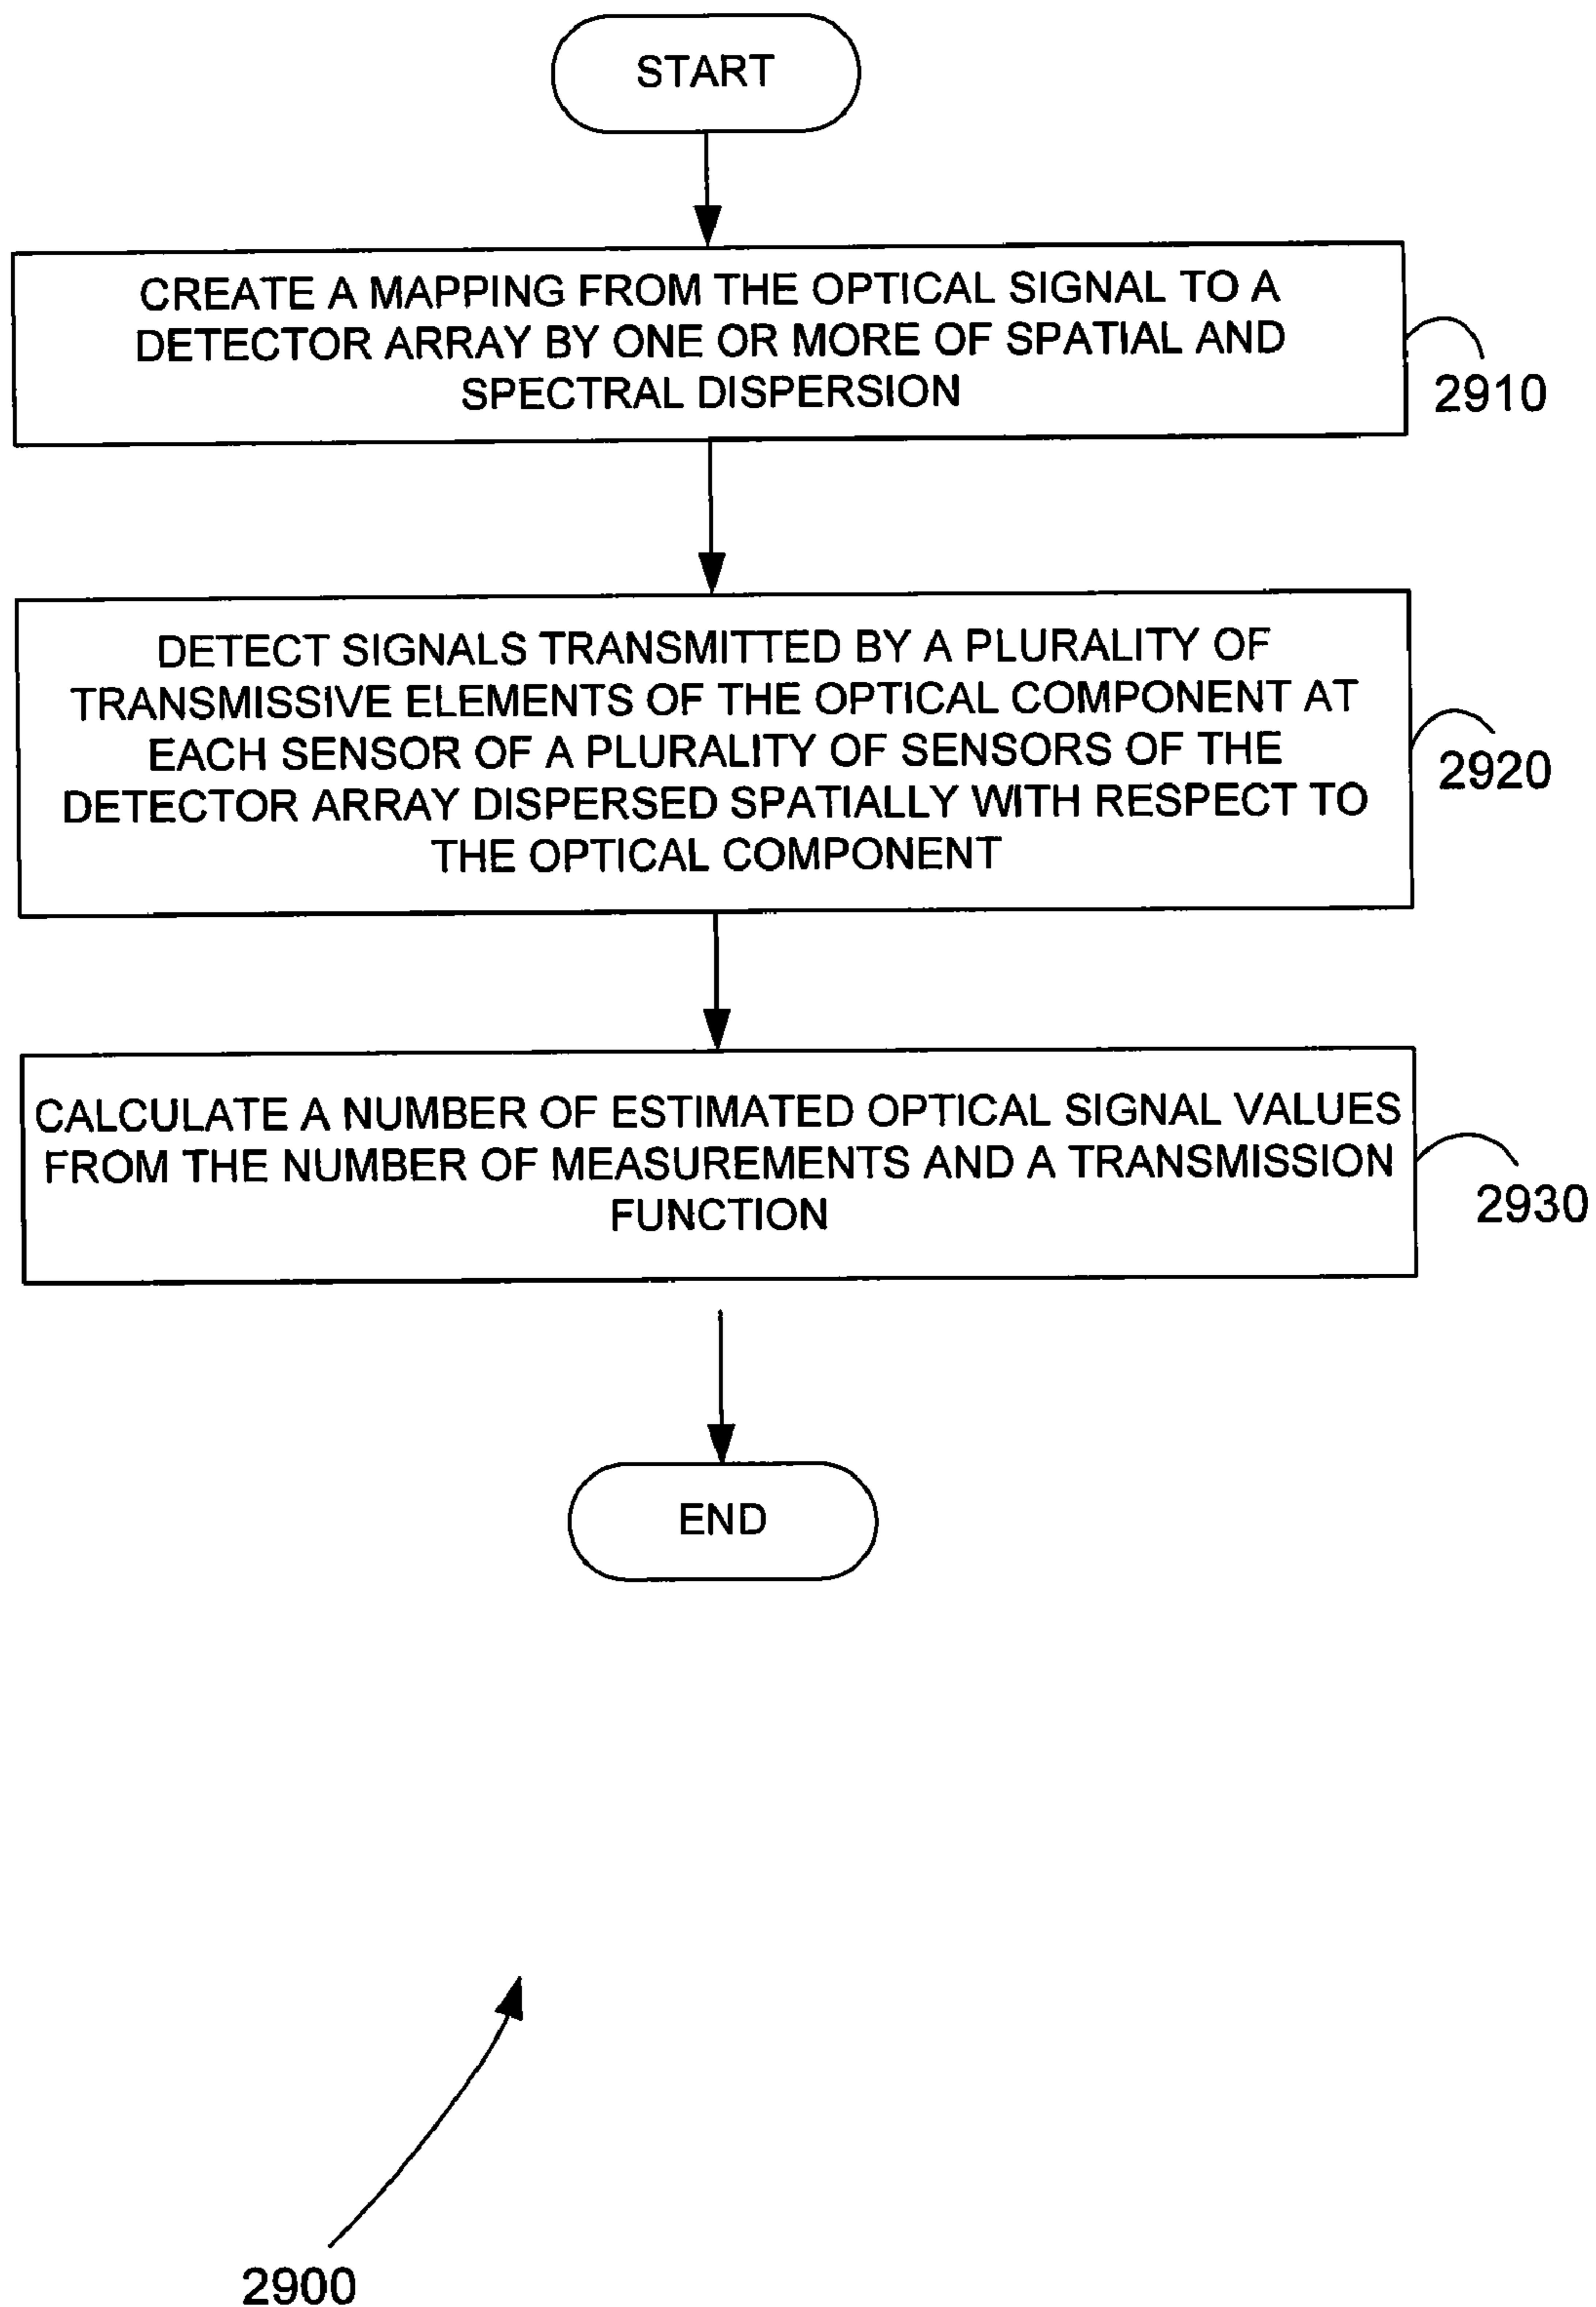 START
CREATE A MAPPING FROM THE OPTICAL SIGNAL TO A
DETECTOR ARRAY BY ONE OR MORE OF SPATIAL AND
SPECTRAL DISPERSION
2910
DETECT SIGNALS TRANSMITTED BY A PLURALITY OF
TRANSMISSIVE ELEMENTS OF THE OPTICAL COMPONENT AT
EACH SENSOR OF A PLURALITY OF SENSORS OF THE
DETECTOR ARRAY DISPERSED SPATIALLY WITH RESPECT TO
THE OPTICAL COMPONENT
2920
CALCULATE A NUMBER OF ESTIMATED OPTICAL SIGNAL VALUES
FROM THE NUMBER OF MEASUREMENTS AND A TRANSMISSION
FUNCTION
2930
END
2900